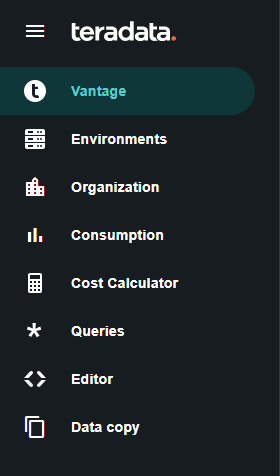 teradata.
Vantage
Environments
Organization
Consumption
Cost Calculator
Queries
Editor
Data copy